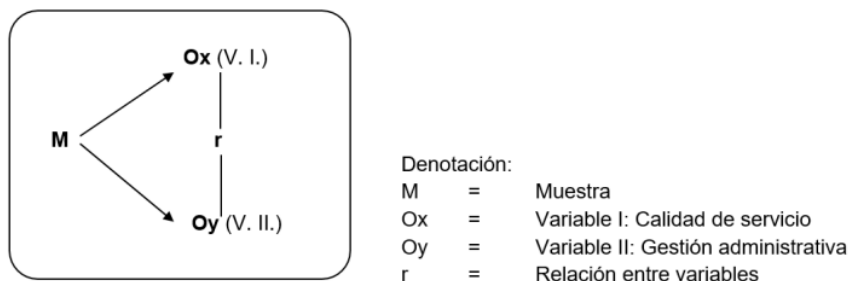 Ox (V. I.)
M
r
Oy (V. II.)
Denotación:
M = Muestra
Ox = Variable I: Calidad de servicio
Oy = Variable II: Gestión administrativa
r = Relación entre variables